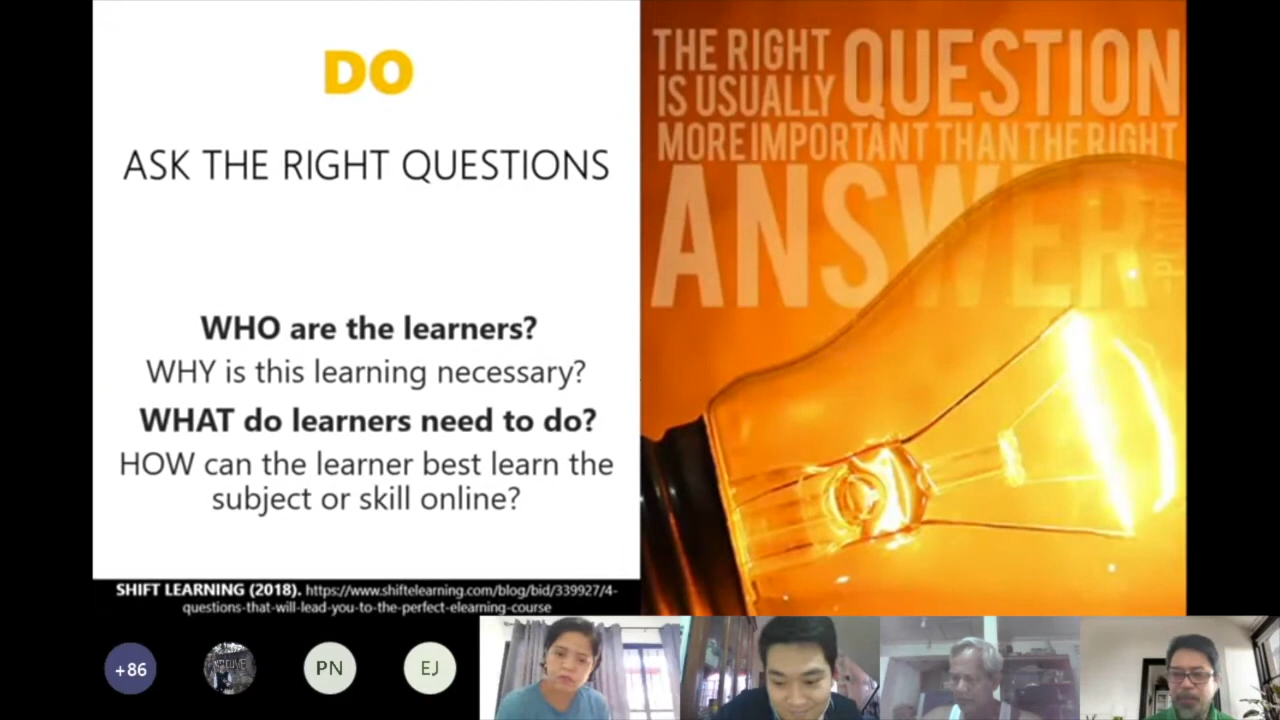 DO
ASK THE RIGHT QUESTIONS
WHO are the learners?
WHY is this learning necessary?
WHAT do learners need to do?
HOW can the learner best learn the
subject or skill online?
SHIFT LEARNING (2018). https://www.shiftelearning.com/blog/bid/339927/4-
questions-that-will-lead-you-to-the-perfect-elearning-course
THE RIGHT QUESTION
IS USUALLY
MORE IMPORTANT THAN THE RIGHT
ANSWER
+86
WELCOME
PN
EJ